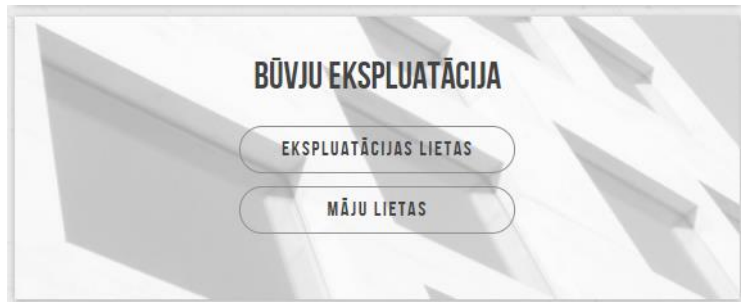 BŪVJU EKSPLUATĀCIJA
EKSPLUATĀCIJAS LIETAS
MĀJU LIETAS